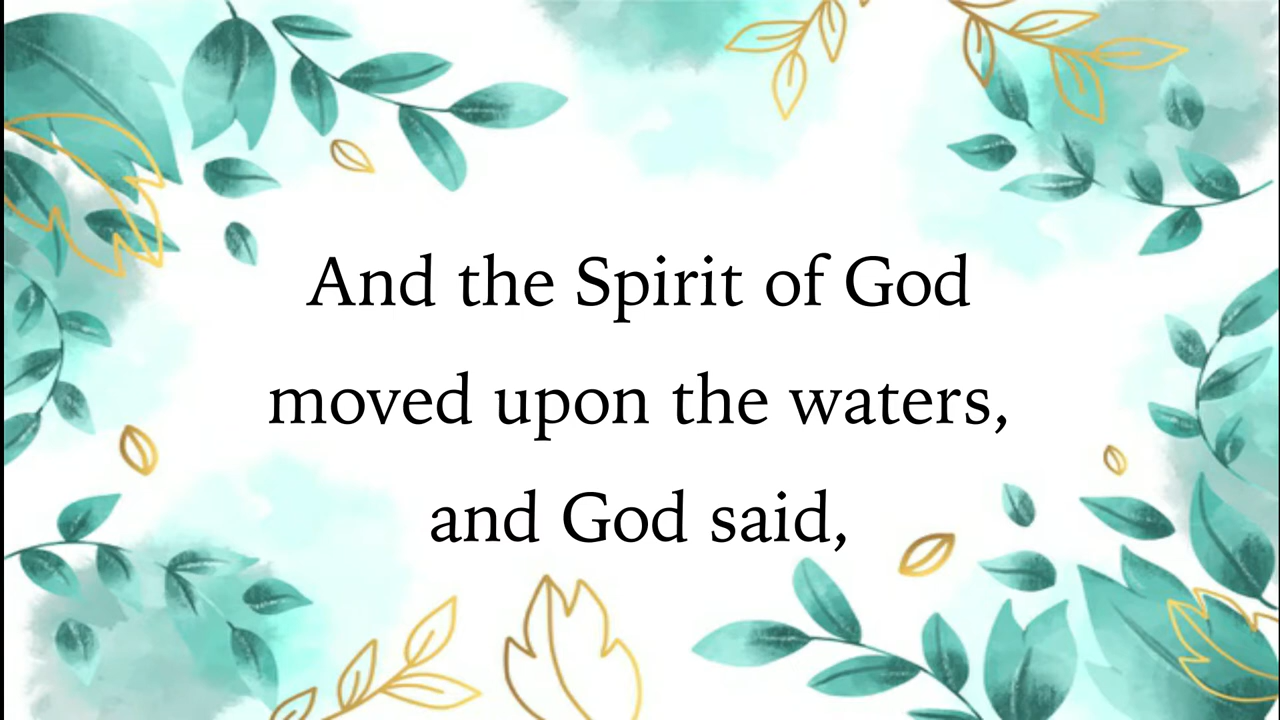 And the Spirit of God
moved upon the waters,
and God said,